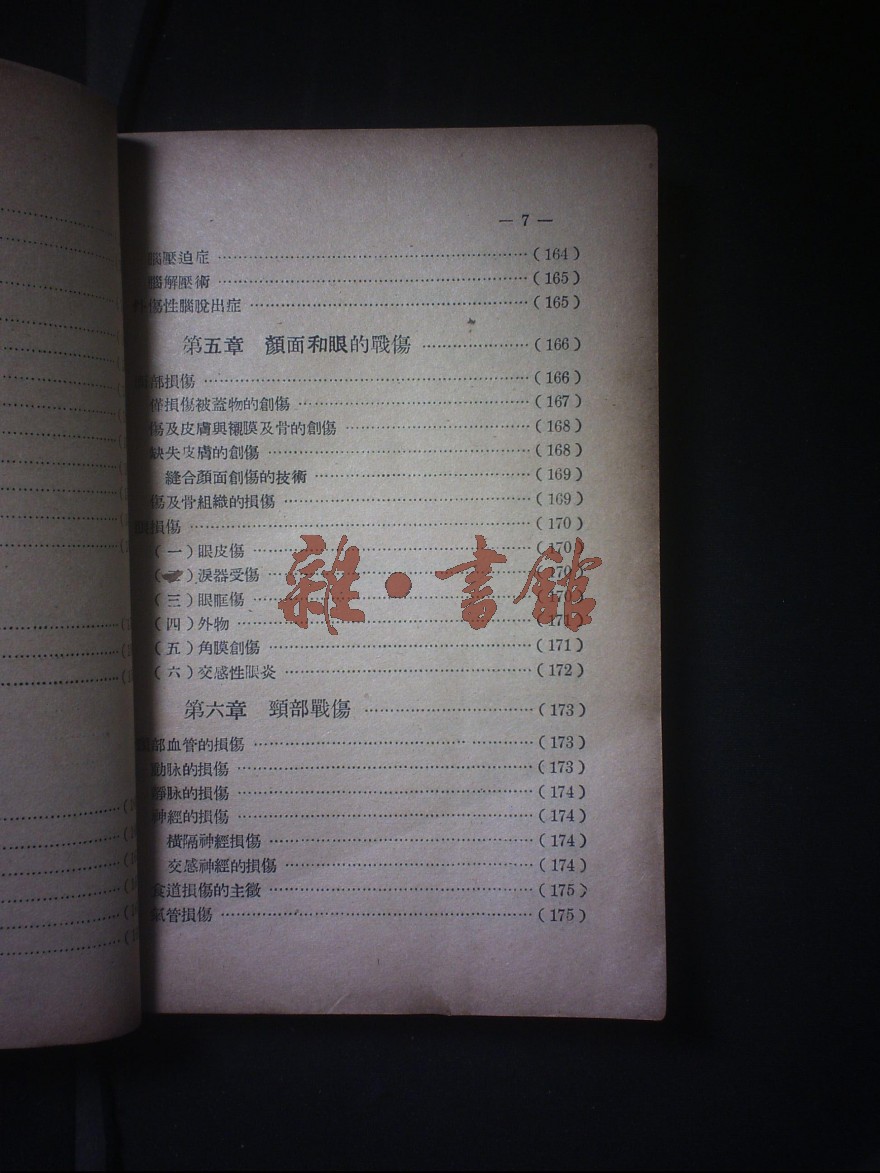 — 7 —
腦壓迫症 ⋯⋯⋯⋯⋯⋯⋯⋯⋯⋯⋯⋯⋯⋯⋯⋯ (164)
腦解壓術 ⋯⋯⋯⋯⋯⋯⋯⋯⋯⋯⋯⋯⋯⋯⋯⋯ (165)
傷性腦脫出症 ⋯⋯⋯⋯⋯⋯⋯⋯⋯⋯⋯⋯⋯⋯ (165)
第五章 顏面和眼的戰傷 ⋯⋯⋯⋯⋯⋯⋯ (166)
部損傷 ⋯⋯⋯⋯⋯⋯⋯⋯⋯⋯⋯⋯⋯⋯⋯⋯⋯ (166)
僅損傷被蓋物的創傷 ⋯⋯⋯⋯⋯⋯⋯⋯⋯⋯⋯ (167)
傷及皮膚與襯膜及骨的創傷 ⋯⋯⋯⋯⋯⋯⋯⋯ (168)
缺失皮膚的創傷 ⋯⋯⋯⋯⋯⋯⋯⋯⋯⋯⋯⋯⋯ (168)
縫合顏面創傷的技術 ⋯⋯⋯⋯⋯⋯⋯⋯⋯⋯ (169)
傷及骨組織的損傷 ⋯⋯⋯⋯⋯⋯⋯⋯⋯⋯⋯⋯ (169)
損傷 ⋯⋯⋯⋯⋯⋯⋯⋯⋯⋯⋯⋯⋯⋯⋯⋯⋯⋯ (170)
(一)眼皮傷 ⋯⋯⋯⋯⋯⋯⋯⋯⋯⋯⋯⋯⋯⋯ (170)
淚器受傷 ⋯⋯⋯⋯⋯⋯⋯⋯⋯⋯⋯⋯⋯⋯ (170)
(三)眼眶傷 ⋯⋯⋯⋯⋯⋯⋯⋯⋯⋯⋯⋯⋯⋯
(四)外物 ⋯⋯⋯⋯⋯⋯⋯⋯⋯⋯⋯⋯⋯⋯⋯
(五)角膜創傷 ⋯⋯⋯⋯⋯⋯⋯⋯⋯⋯⋯⋯⋯ (171)
(六)交感性眼炎 ⋯⋯⋯⋯⋯⋯⋯⋯⋯⋯⋯⋯ (172)
第六章 頸部戰傷 ⋯⋯⋯⋯⋯⋯⋯⋯⋯⋯ (173)
部血管的損傷 ⋯⋯⋯⋯⋯⋯⋯⋯⋯⋯⋯⋯⋯⋯ (173)
動脉的損傷 ⋯⋯⋯⋯⋯⋯⋯⋯⋯⋯⋯⋯⋯⋯⋯ (173)
靜脉的損傷 ⋯⋯⋯⋯⋯⋯⋯⋯⋯⋯⋯⋯⋯⋯⋯ (174)
神經的損傷 ⋯⋯⋯⋯⋯⋯⋯⋯⋯⋯⋯⋯⋯⋯⋯ (174)
橫隔神經損傷 ⋯⋯⋯⋯⋯⋯⋯⋯⋯⋯⋯⋯⋯ (174)
交感神經的損傷 ⋯⋯⋯⋯⋯⋯⋯⋯⋯⋯⋯⋯ (174)
食道損傷的主徵 ⋯⋯⋯⋯⋯⋯⋯⋯⋯⋯⋯⋯⋯ (175)
氣管損傷 ⋯⋯⋯⋯⋯⋯⋯⋯⋯⋯⋯⋯⋯⋯⋯⋯ (175)
雜·書館